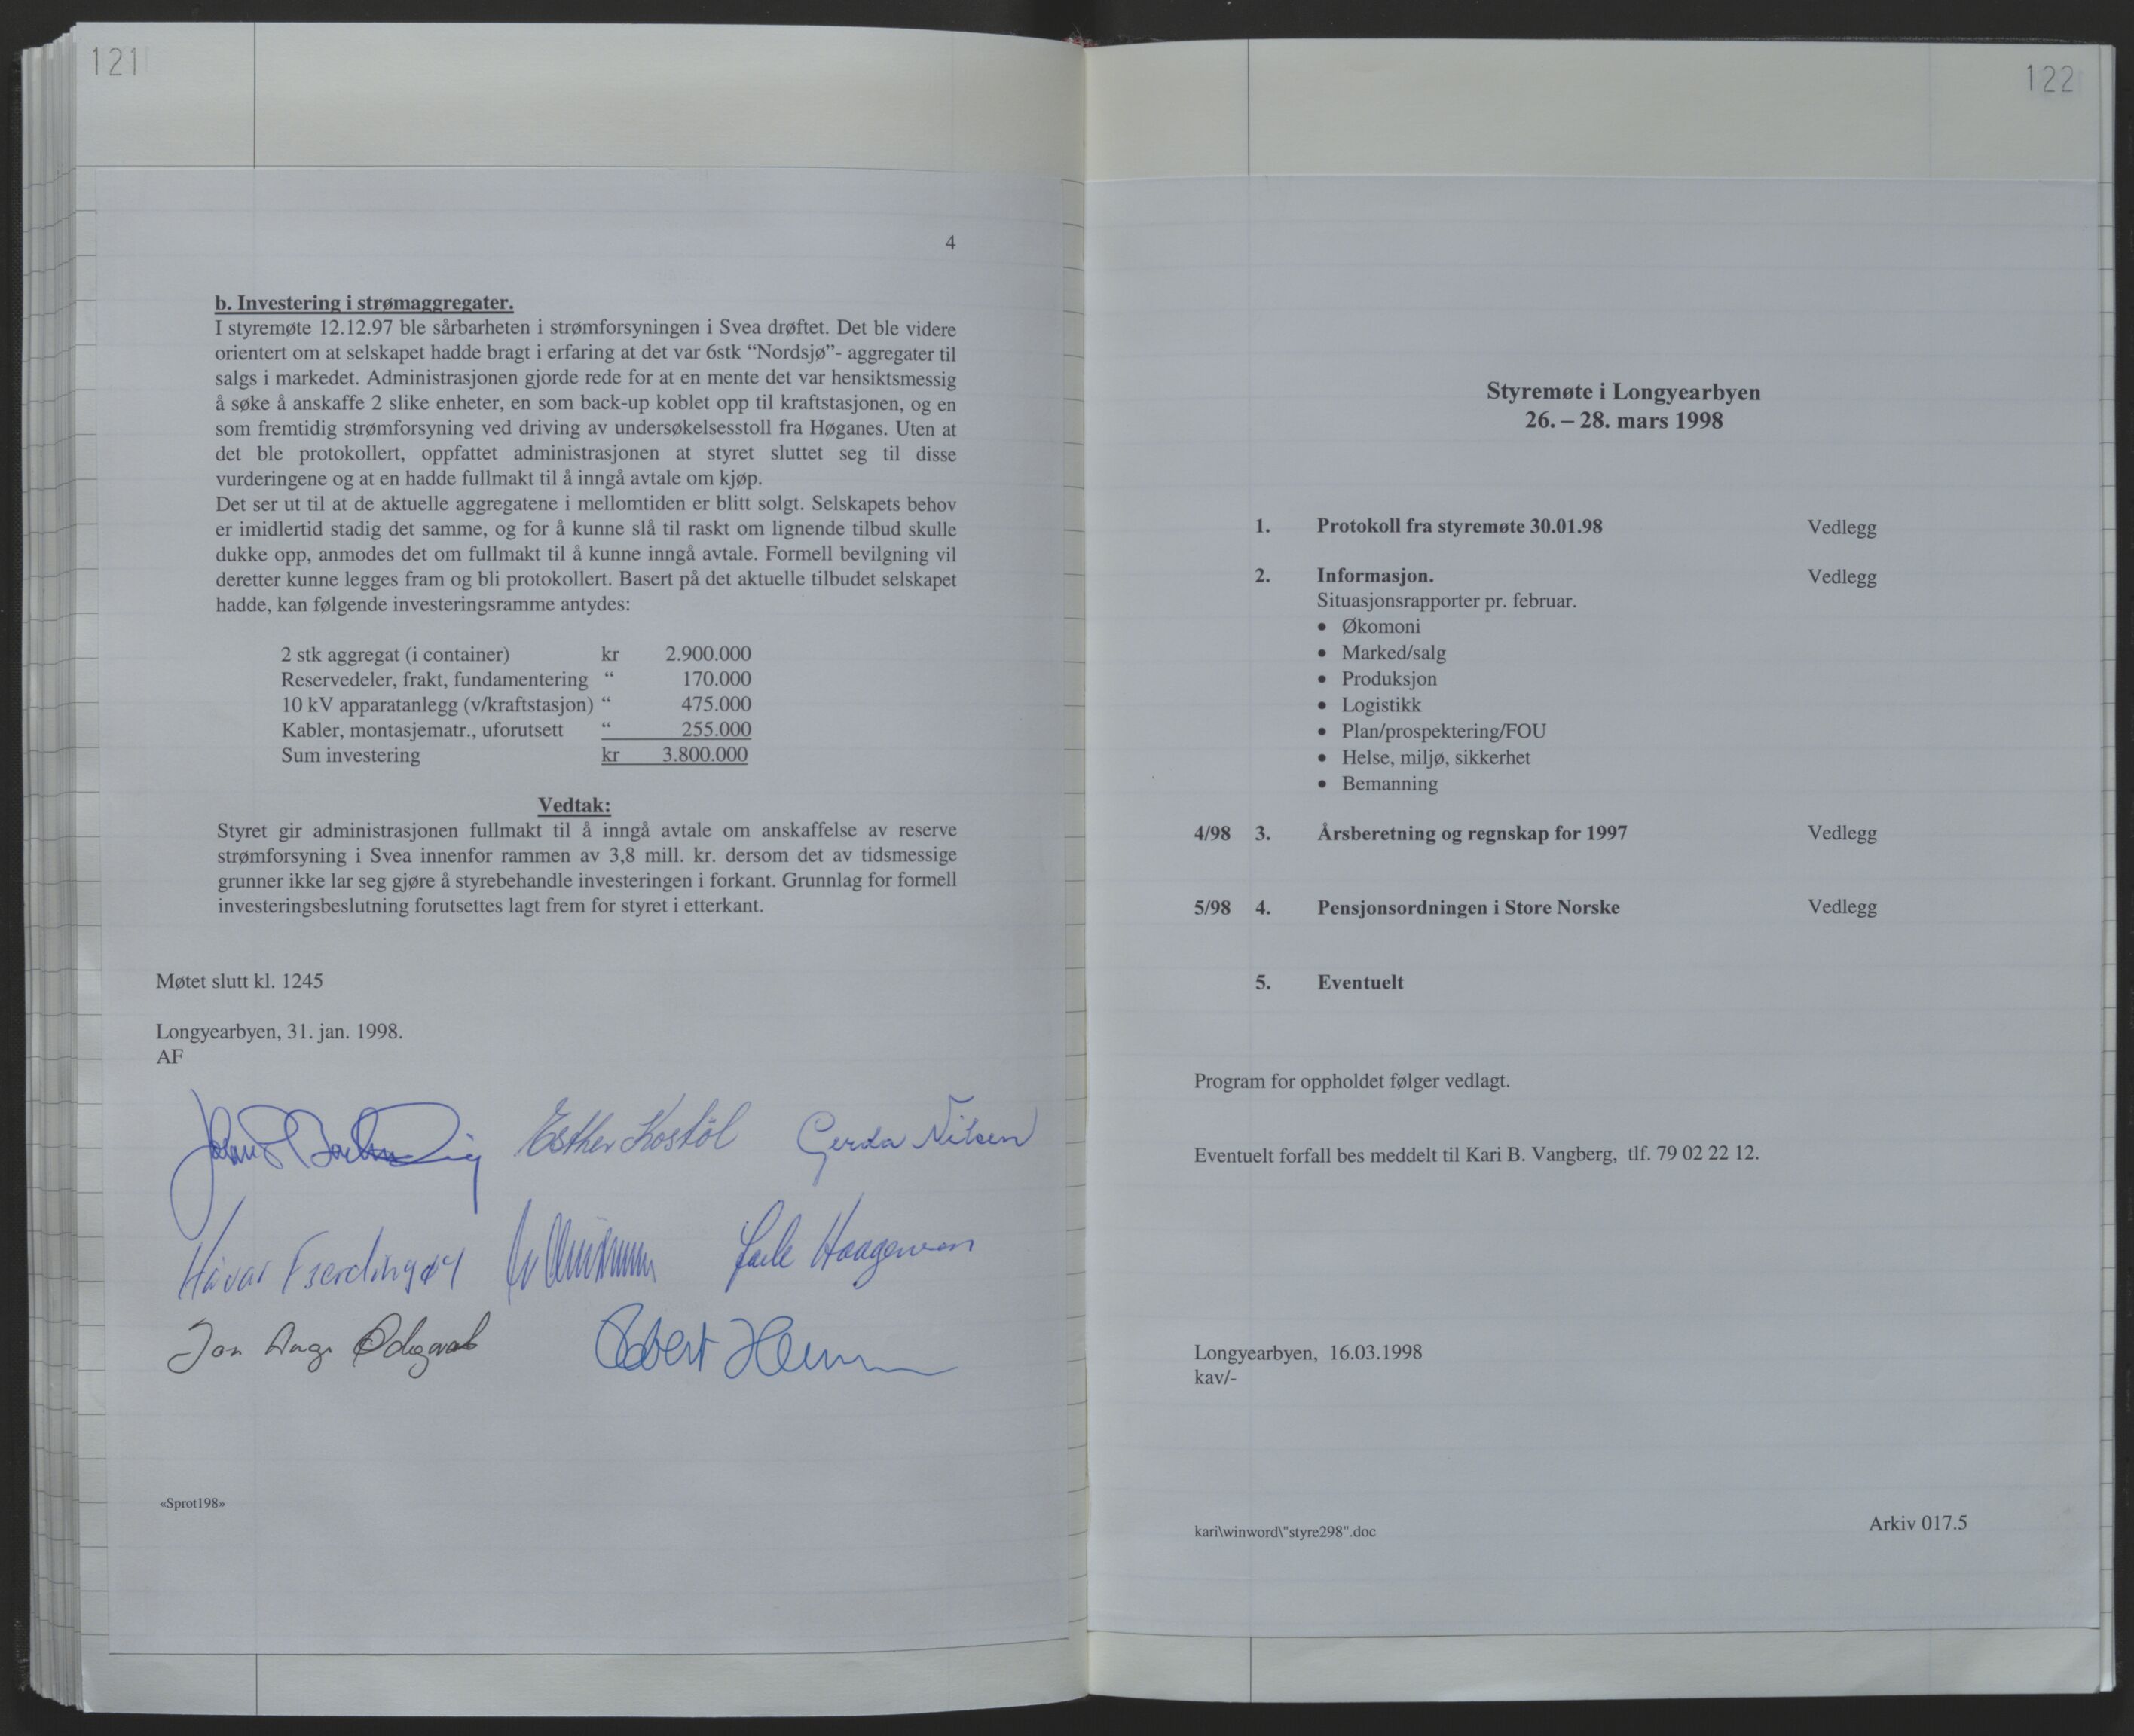 121
4
b. Investering i strømaggregater.
I styremøte 12.12.97 ble sårbarheten i strømforsyningen i Svea drøftet. Det ble videre
orientert om at selskapet hadde bragt i erfaring at det var 6stk “Nordsjø”- aggregater til
salgs i markedet. Administrasjonen gjorde rede for at en mente det var hensiktsmessig
å søke å anskaffe 2 slike enheter, en som back-up koblet opp til kraftstasjonen, og en
som fremtidig strømforsyning ved driving av undersøkelsesstoll fra Høganes. Uten at
det ble protokollert, oppfattet administrasjonen at styret sluttet seg til disse
vurderingene og at en hadde fullmakt til å inngå avtale om kjøp.
Det ser ut til at de aktuelle aggregatene i mellomtiden er blitt solgt. Selskapets behov
er imidlertid stadig det samme, og for å kunne slå til raskt om lignende tilbud skulle
dukke opp, anmodes det om fullmakt til å kunne inngå avtale. Formell bevilgning vil
deretter kunne legges fram og bli protokollert. Basert på det aktuelle tilbudet selskapet
hadde, kan følgende investeringsramme antydes:
2 stk aggregat (i container) kr 2.900.000
Reservedeler, frakt, fundamentering “ 170.000
10 kV apparatanlegg (v/kraftstasjon) “ 475.000
Kabler, montasjematr., uforutsett “ 255.000
Sum investering kr 3.800.000
Vedtak:
Styret gir administrasjonen fullmakt til å inngå avtale om anskaffelse av reserve
strømforsyning i Svea innenfor rammen av 3,8 mill. kr. dersom det av tidsmessige
grunner ikke lar seg gjøre å styrebehandle investeringen i forkant. Grunnlag for formell
investeringsbeslutning forutsettes lagt frem for styret i etterkant.
Møtet slutt kl. 1245
Longyearbyen, 31. jan. 1998.
AF
Esther Kostøl Gerda Nilsen
Haagensen
Jan
Robert
«Sprot198»
122
Styremøte i Longyearbyen
26. – 28. mars 1998
1. Protokoll fra styremøte 30.01.98 Vedlegg
2. Informasjon. Vedlegg
Situasjonsrapporter pr. februar.
• Økomoni
• Marked/salg
• Produksjon
• Logistikk
• Plan/prospektering/FOU
• Helse, miljø, sikkerhet
• Bemanning
4/98 3. Årsberetning og regnskap for 1997 Vedlegg
5/98 4. Pensjonsordningen i Store Norske Vedlegg
5. Eventuelt
Program for oppholdet følger vedlagt.
Eventuelt forfall bes meddelt til Kari B. Vangberg, tlf. 79 02 22 12.
Longyearbyen, 16.03.1998
kav/-
kari\winword\"styre298".doc
Arkiv 017.5